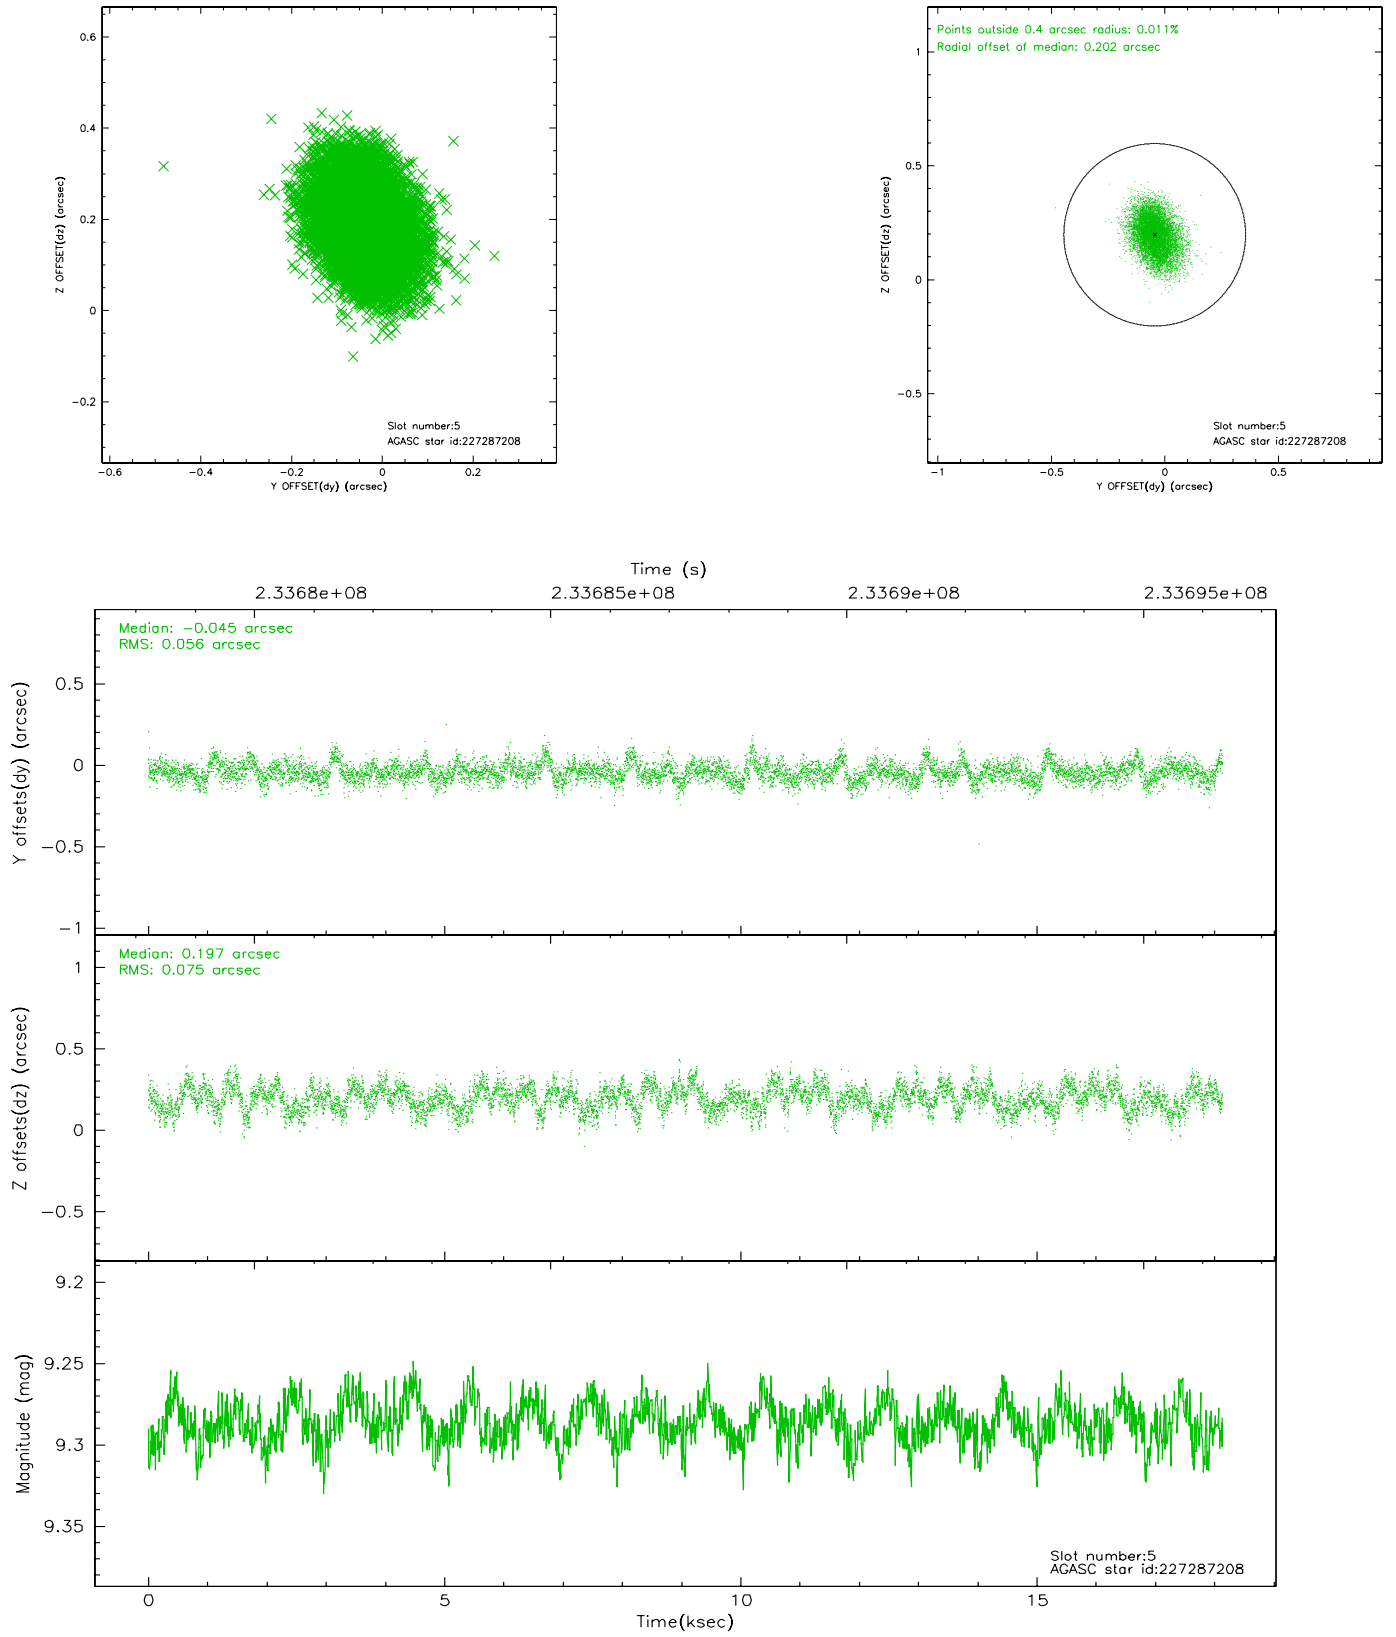 0.6
0.4
0.2
0
−0.2
Z OFFSET(dz) (arcsec)
Slot number:5
AGASC star id:227287208
−0.6 −0.4 −0.2 0 0.2
Y OFFSET(dy) (arcsec)
Points outside 0.4 arcsec radius: 0.011%
Radial offset of median: 0.202 arcsec
1
0.5
0
−0.5
Z OFFSET(dz) (arcsec)
Slot number:5
AGASC star id:227287208
−1 −0.5 0 0.5
Y OFFSET(dy) (arcsec)
Time (s)
2.3368e+08 2.33685e+08 2.3369e+08 2.33695e+08
Median: −0.045 arcsec
RMS: 0.056 arcsec
0.5
0
−0.5
−1
Y offsets(dy) (arcsec)
Median: 0.197 arcsec
RMS: 0.075 arcsec
1
0.5
0
−0.5
Z offsets(dz) (arcsec)
9.2
9.25
9.3
9.35
Magnitude (mag)
Slot number:5
AGASC star id:227287208
0 5 10 15
Time(ksec)